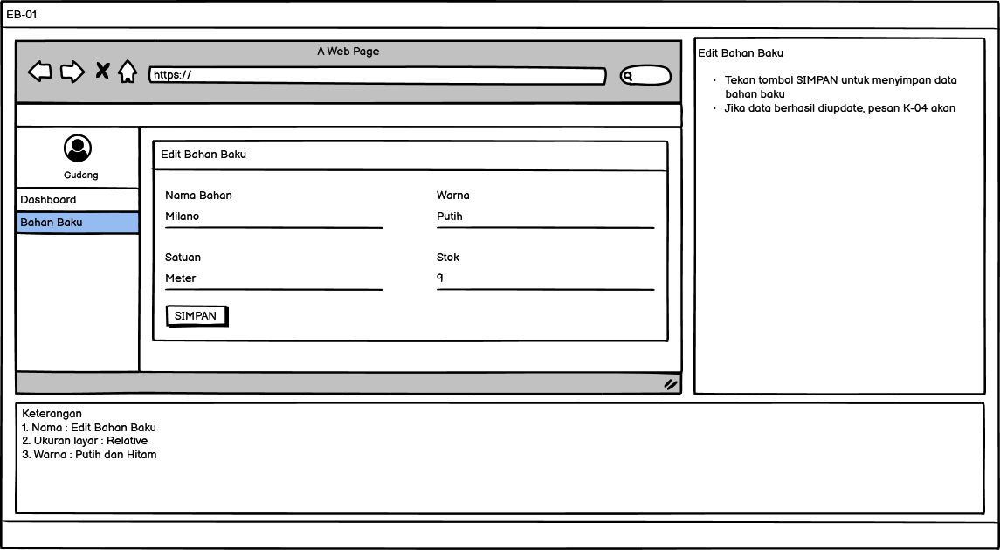 EB-01
A Web Page
https://
Gudang
Dashboard
Bahan Baku
Edit Bahan Baku
Nama Bahan
Milano
Warna
Putih
Satuan
Meter
Stok
9
SIMPAN
Edit Bahan Baku
• Tekan tombol SIMPAN untuk menyimpan data
bahan baku
• Jika data berhasil diupdate, pesan K-04 akan
Keterangan
1. Nama : Edit Bahan Baku
2. Ukuran layar : Relative
3. Warna : Putih dan Hitam